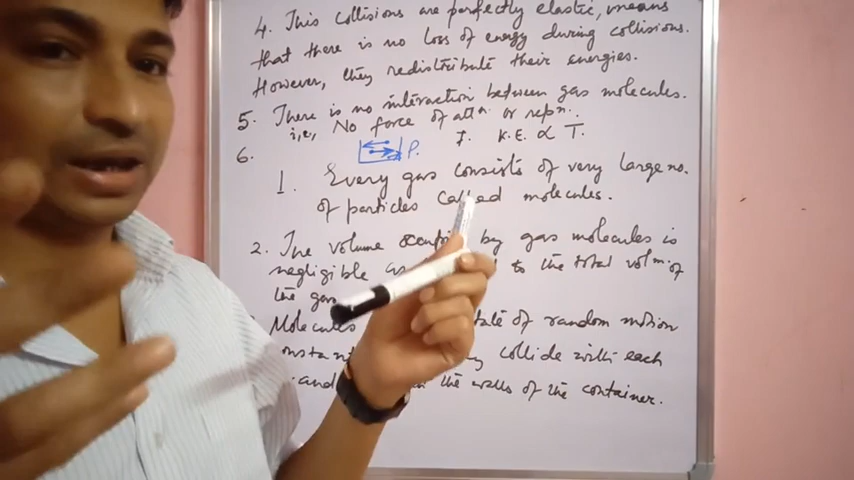 4. This collisions are perfectly elastic, means
that there is no loss of energy during collisions.
However, they redistribute their energies.
5. There is no interaction between gas molecules.
i,e, No force of attn. or repn..
6. P. 7. K.E. ∝ T.
1. Every gas consists of very large no.
of particles called molecules.
2. The volume by gas molecules is
negligible to the total volm. of
the gas
Molecules of random motion
collide with each
and the walls of the container.